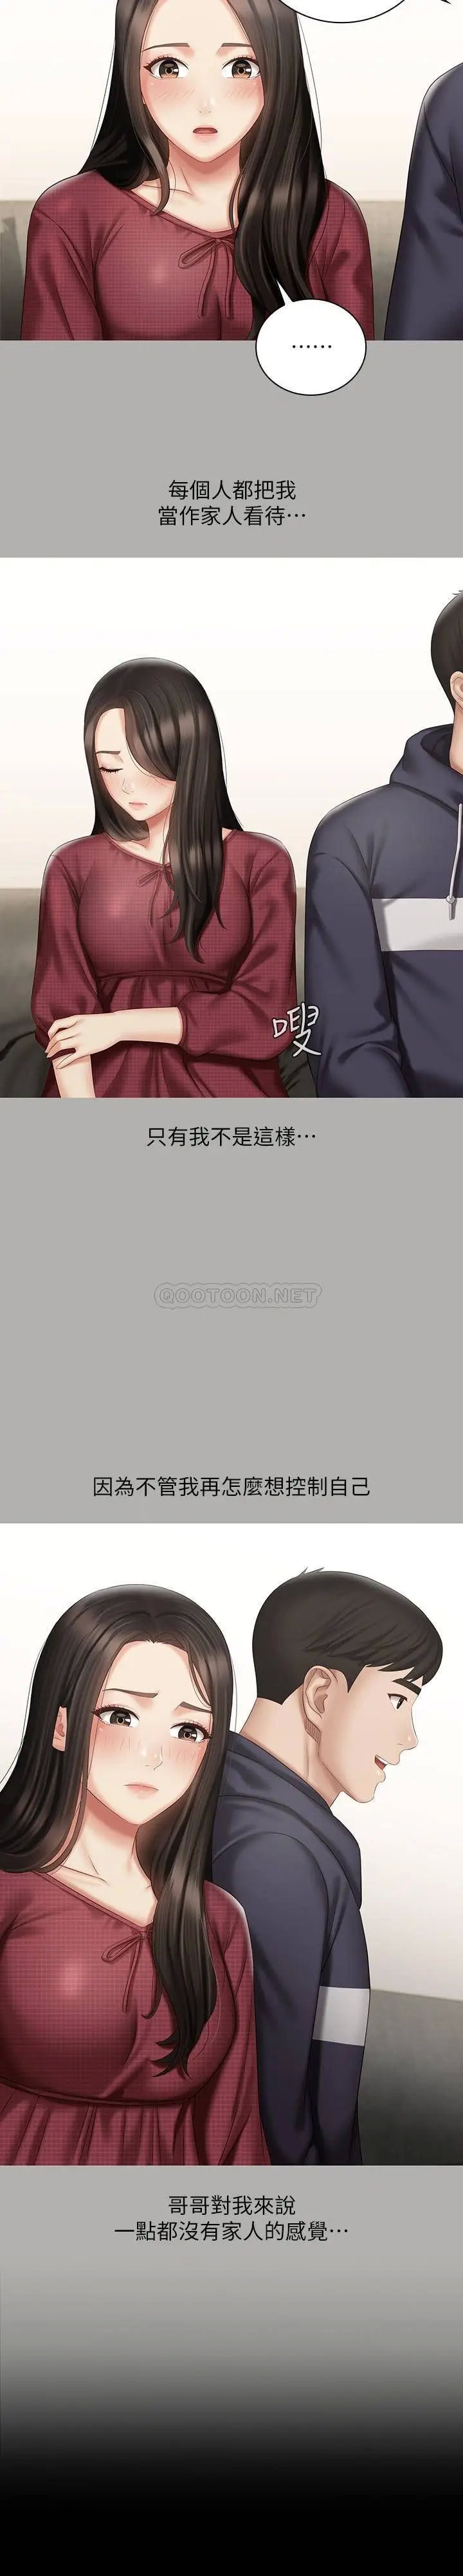 ……
每個人都把我
當作家人看待…
嗖
只有我不是這樣…
QOOTOON.NET
因為不管我再怎麼想控制自己
哥哥對我來說
一點都沒有家人的感覺…